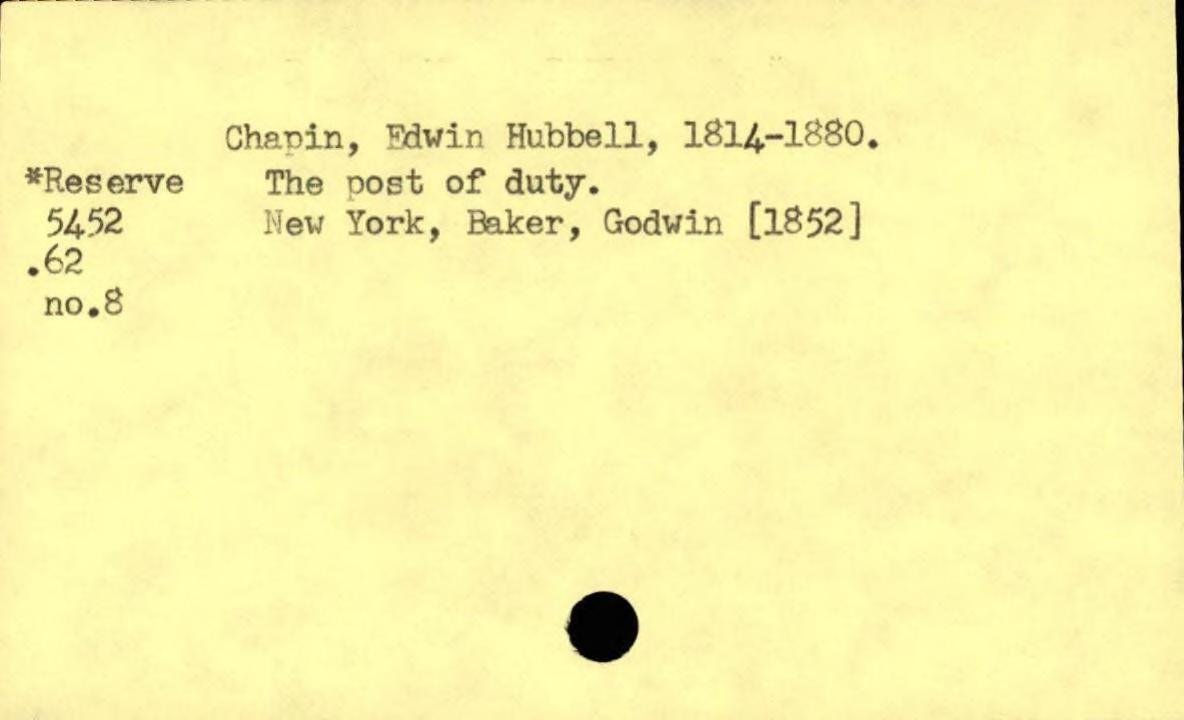 Chapin, Edwin Hubbell, 1814-1880.
*Reserve The post of duty.
5452 New York, Baker, Godwin [1852]
.62
no.8